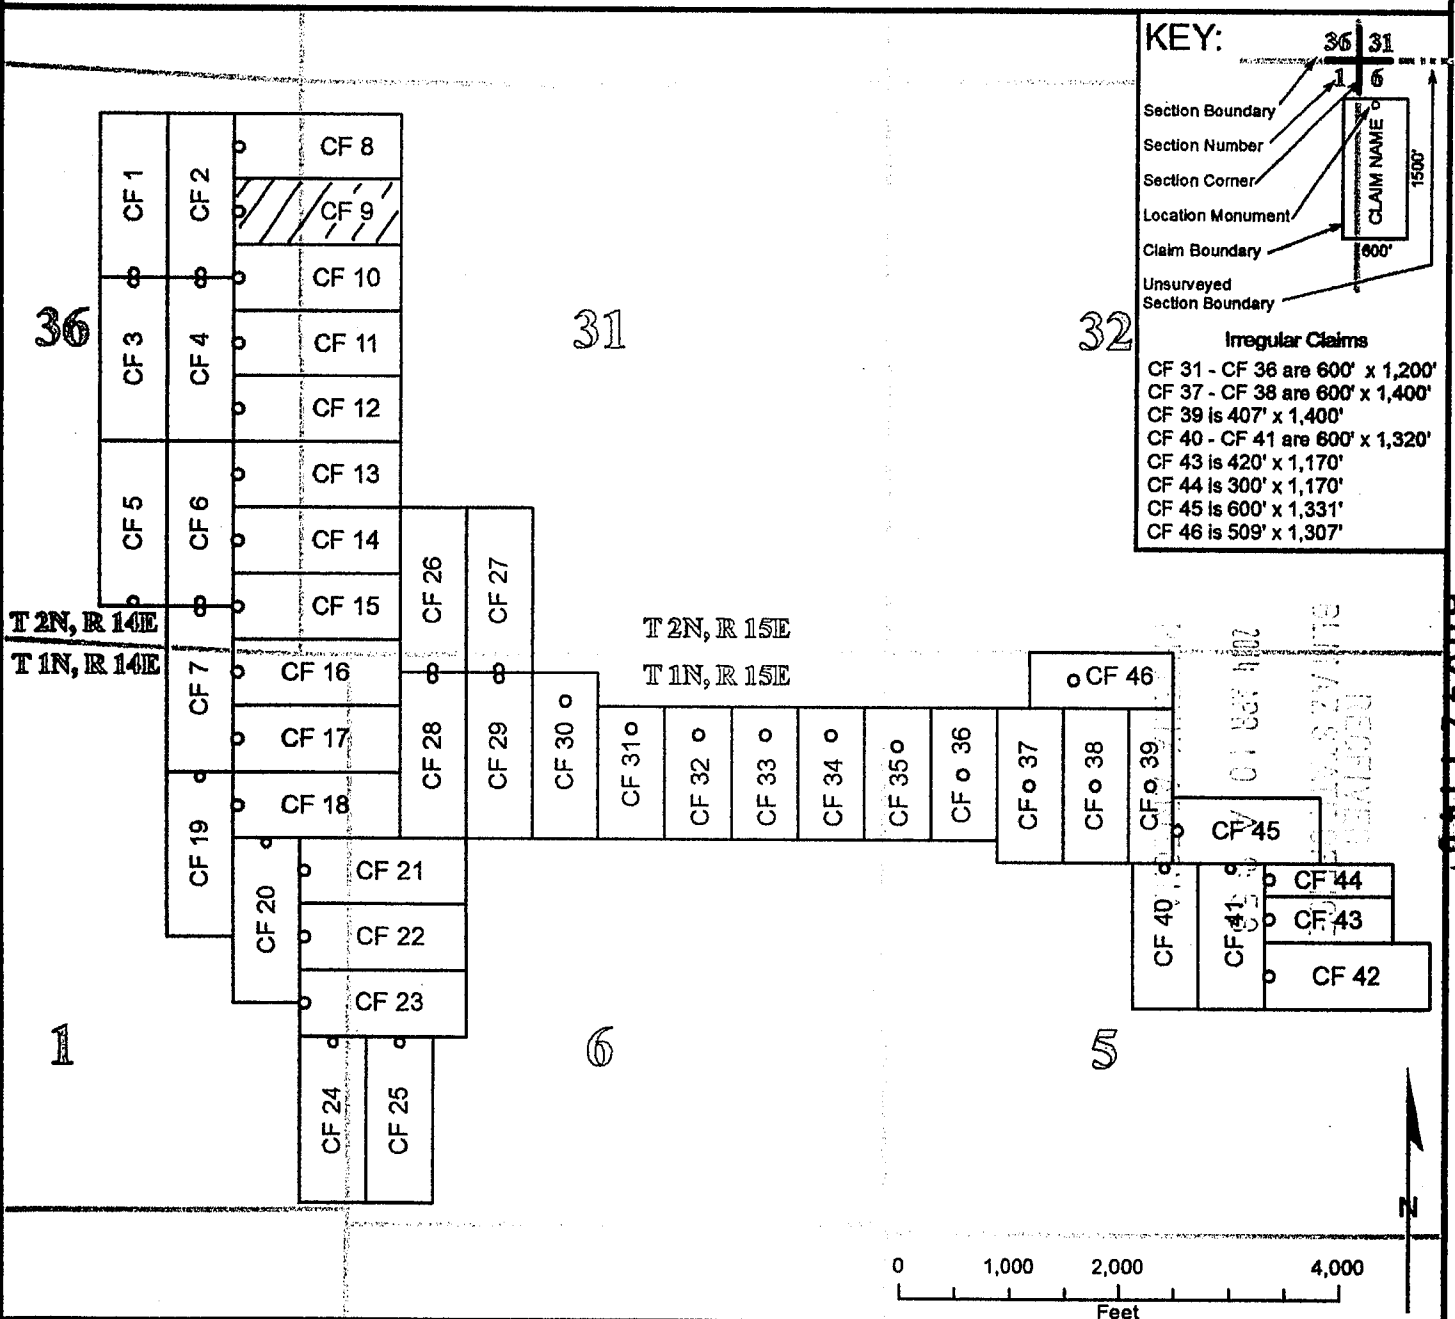 KEY:
36 31
1 6
Section Boundary
Section Number
Section Corner
Location Monument
Claim Boundary
Unsurveyed
Section Boundary
CLAIM NAME
1500'
600'
Irregular Claims
CF 31 - CF 36 are 600' x 1,200'
CF 37 - CF 38 are 600' x 1,400'
CF 39 is 407' x 1,400'
CF 40 - CF 41 are 600' x 1,320'
CF 43 is 420' x 1,170'
CF 44 is 300' x 1,170'
CF 45 is 600' x 1,331'
CF 46 is 509' x 1,307'
CF 1
CF 2
CF 8
CF 9
CF 10
36
31
32
CF 3
CF 4
CF 11
CF 12
CF 5
CF 6
CF 13
CF 14
CF 15
CF 26
CF 27
T 2N, R 14E
T 1N, R 14E
T 2N, R 15E
T 1N, R 15E
CF 7
CF 16
CF 17
CF 18
CF 28
CF 29
CF 30
CF 31
CF 32
CF 33
CF 34
CF 35
CF 36
CF 37
CF 38
CF 39
CF 46
CF 45
CF 44
CF 43
CF 42
CF 40
CF 41
CF 19
CF 20
CF 21
CF 22
CF 23
CF 24
CF 25
1
6
5
N
0 1,000 2,000 4,000
Feet